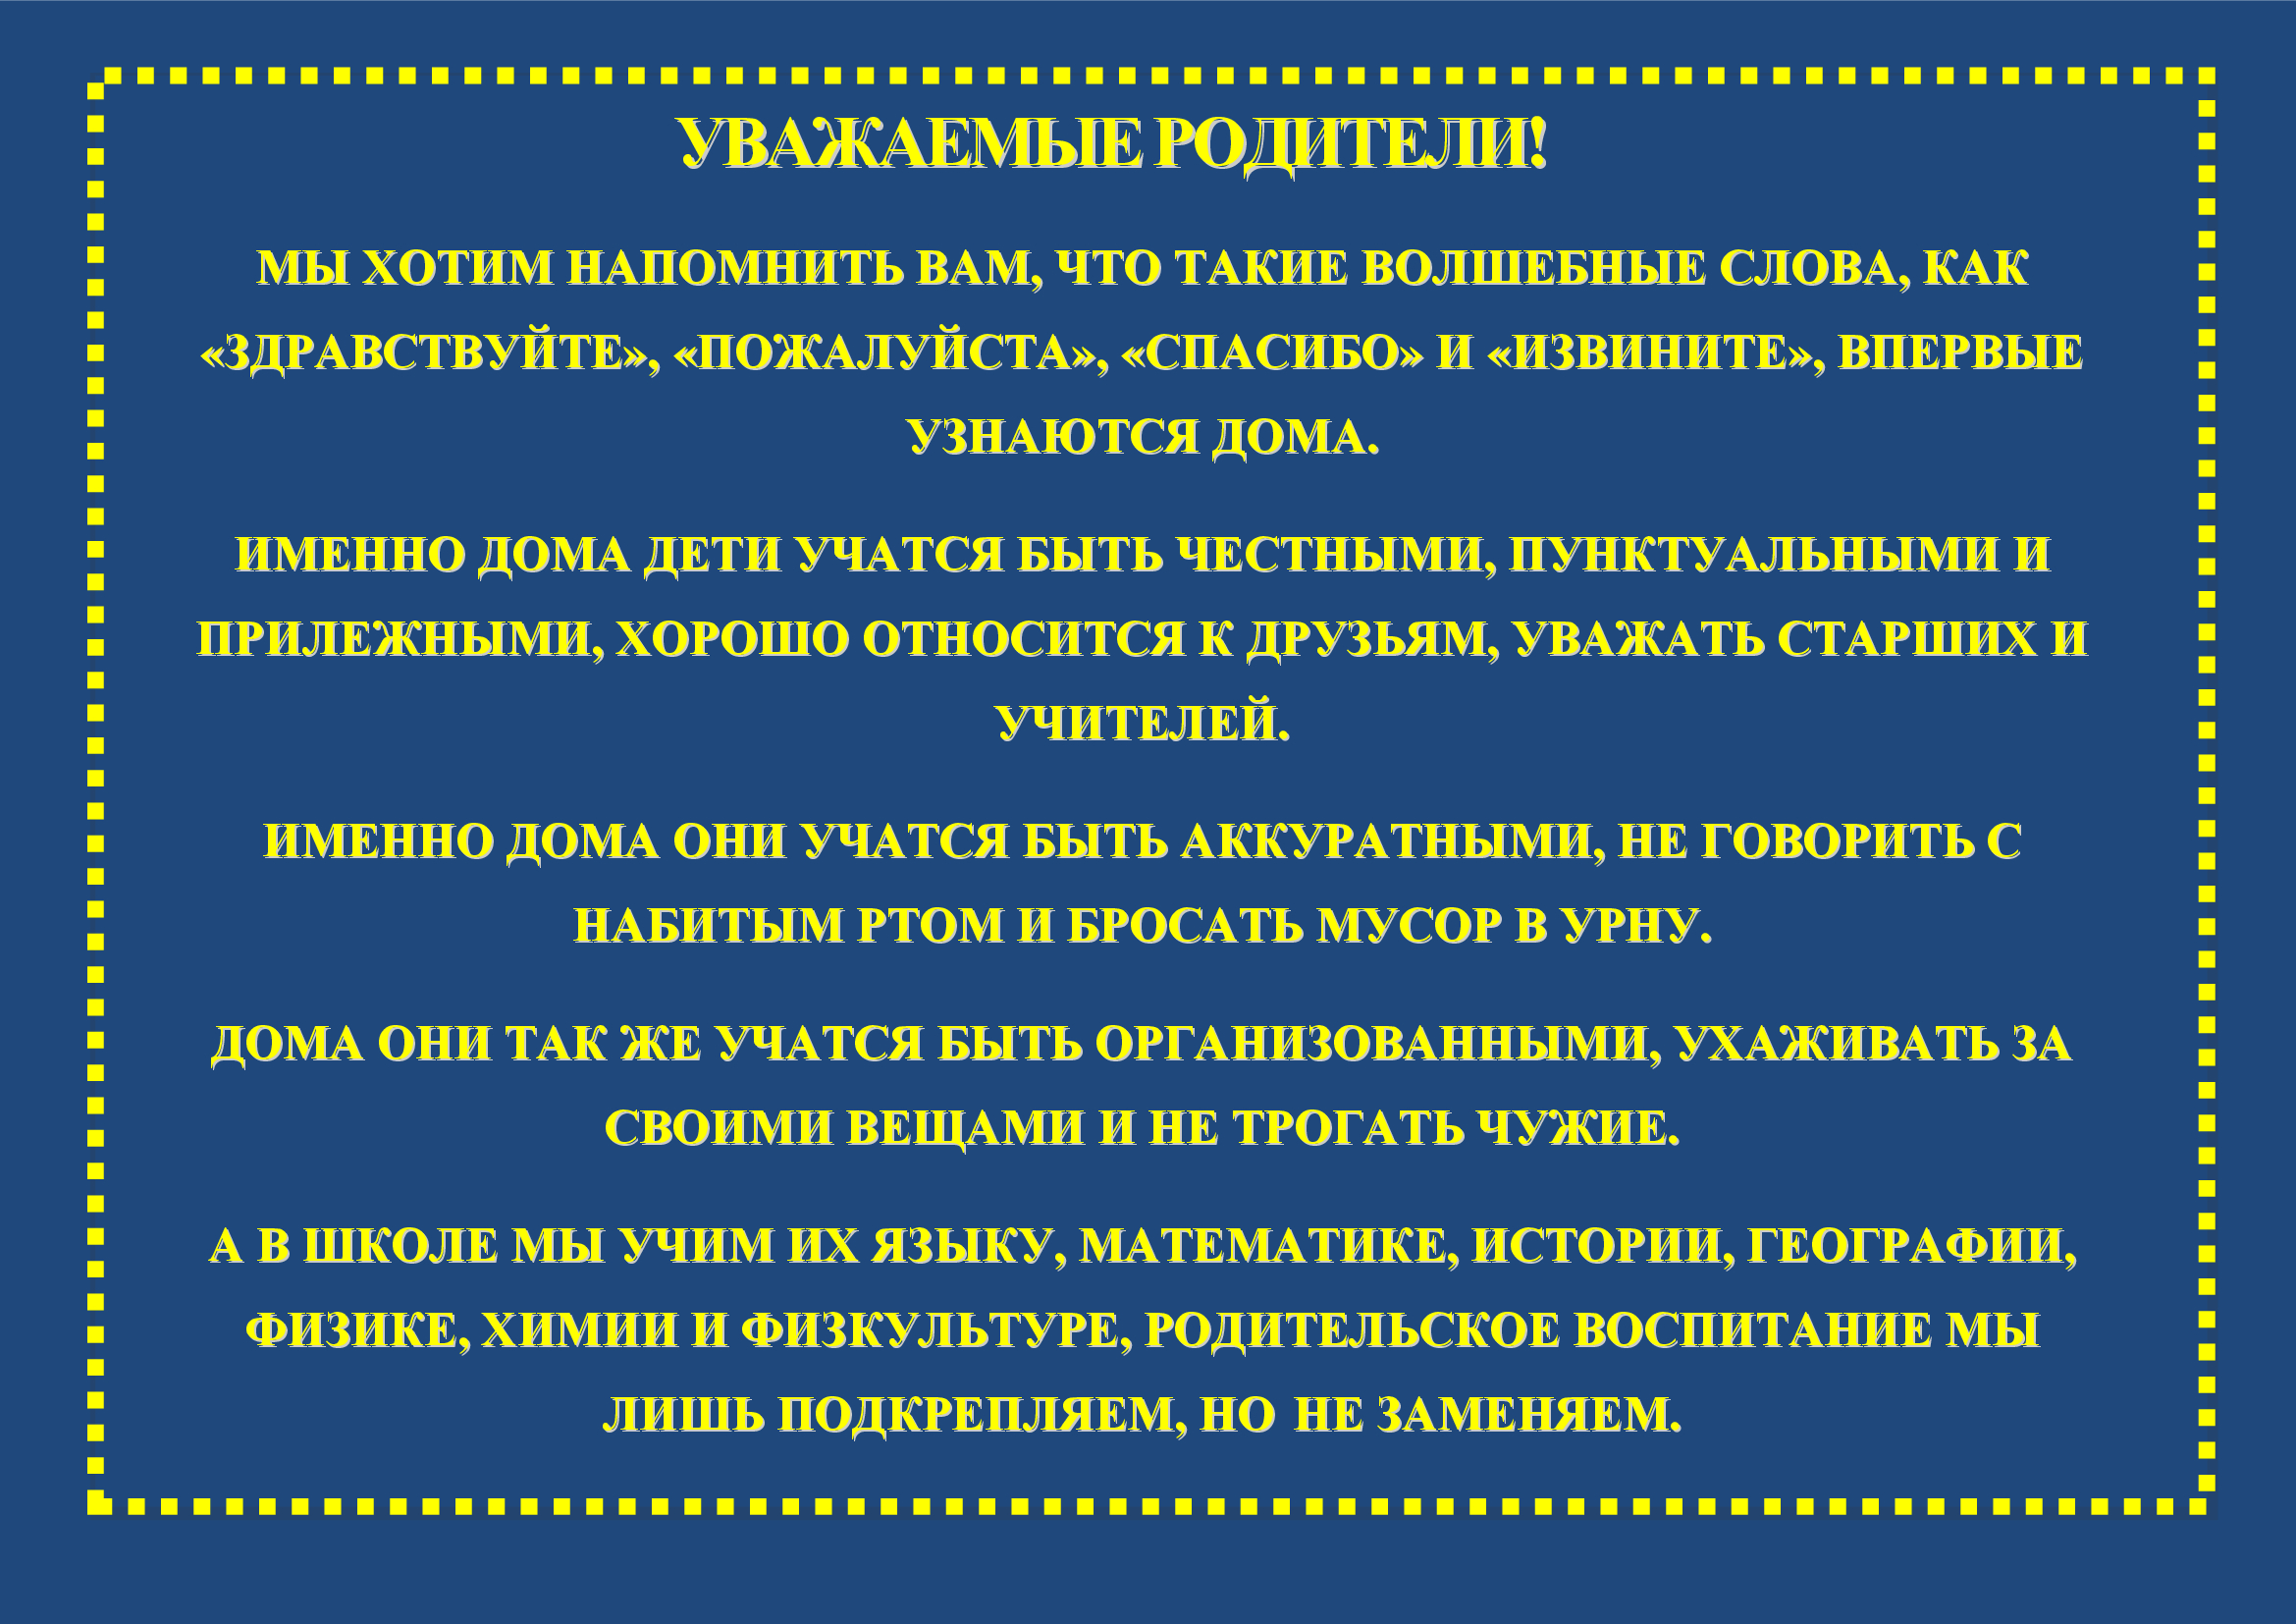 УВАЖАЕМЫЕ РОДИТЕЛИ!
МЫ ХОТИМ НАПОМНИТЬ ВАМ, ЧТО ТАКИЕ ВОЛШЕБНЫЕ СЛОВА, КАК
«ЗДРАВСТВУЙТЕ», «ПОЖАЛУЙСТА», «СПАСИБО» И «ИЗВИНИТЕ», ВПЕРВЫЕ
УЗНАЮТСЯ ДОМА.
ИМЕННО ДОМА ДЕТИ УЧАТСЯ БЫТЬ ЧЕСТНЫМИ, ПУНКТУАЛЬНЫМИ И
ПРИЛЕЖНЫМИ, ХОРОШО ОТНОСИТСЯ К ДРУЗЬЯМ, УВАЖАТЬ СТАРШИХ И
УЧИТЕЛЕЙ.
ИМЕННО ДОМА ОНИ УЧАТСЯ БЫТЬ АККУРАТНЫМИ, НЕ ГОВОРИТЬ С
НАБИТЫМ РТОМ И БРОСАТЬ МУСОР В УРНУ.
ДОМА ОНИ ТАК ЖЕ УЧАТСЯ БЫТЬ ОРГАНИЗОВАННЫМИ, УХАЖИВАТЬ ЗА
СВОИМИ ВЕЩАМИ И НЕ ТРОГАТЬ ЧУЖИЕ.
А В ШКОЛЕ МЫ УЧИМ ИХ ЯЗЫКУ, МАТЕМАТИКЕ, ИСТОРИИ, ГЕОГРАФИИ,
ФИЗИКЕ, ХИМИИ И ФИЗКУЛЬТУРЕ, РОДИТЕЛЬСКОЕ ВОСПИТАНИЕ МЫ
ЛИШЬ ПОДКРЕПЛЯЕМ, НО НЕ ЗАМЕНЯЕМ.